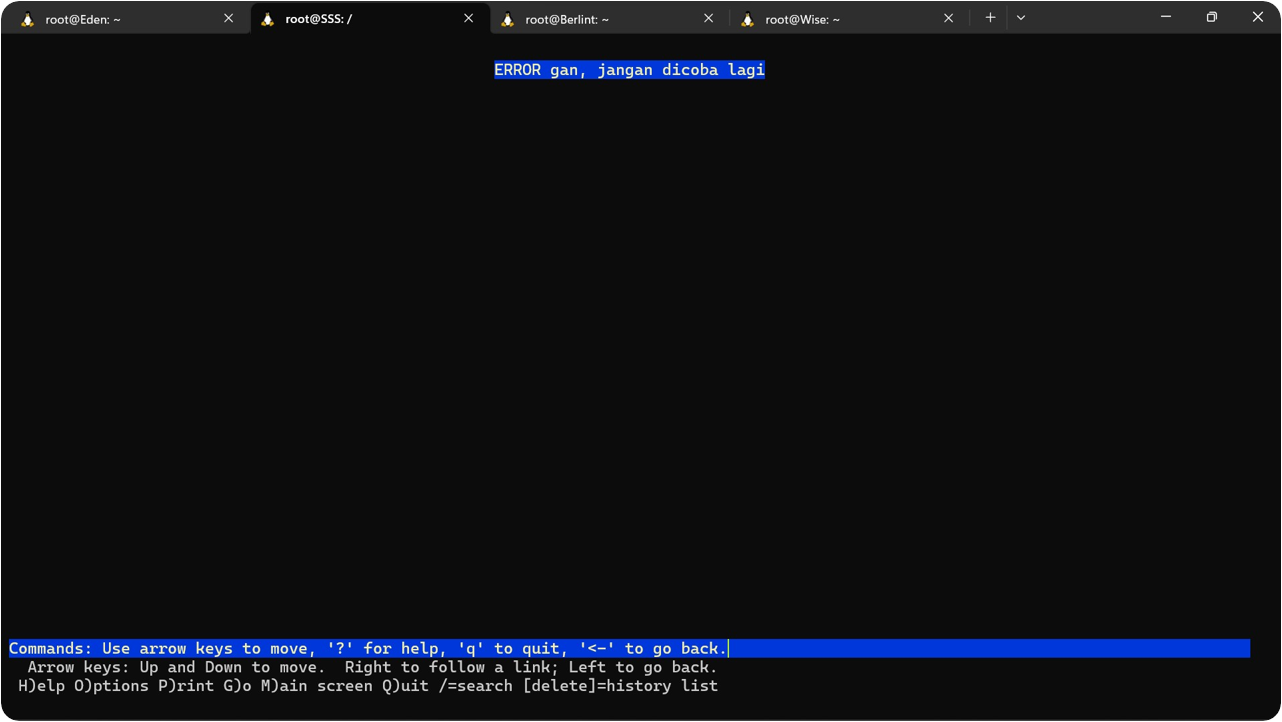 root@Eden: ~
root@SSS: /
root@Berlint: ~
root@Wise: ~
ERROR gan, jangan dicoba lagi
Commands: Use arrow keys to move, '?' for help, 'q' to quit, '<-' to go back.
Arrow keys: Up and Down to move.  Right to follow a link; Left to go back.
H)elp O)ptions P)rint G)o M)ain screen Q)uit /=search [delete]=history list